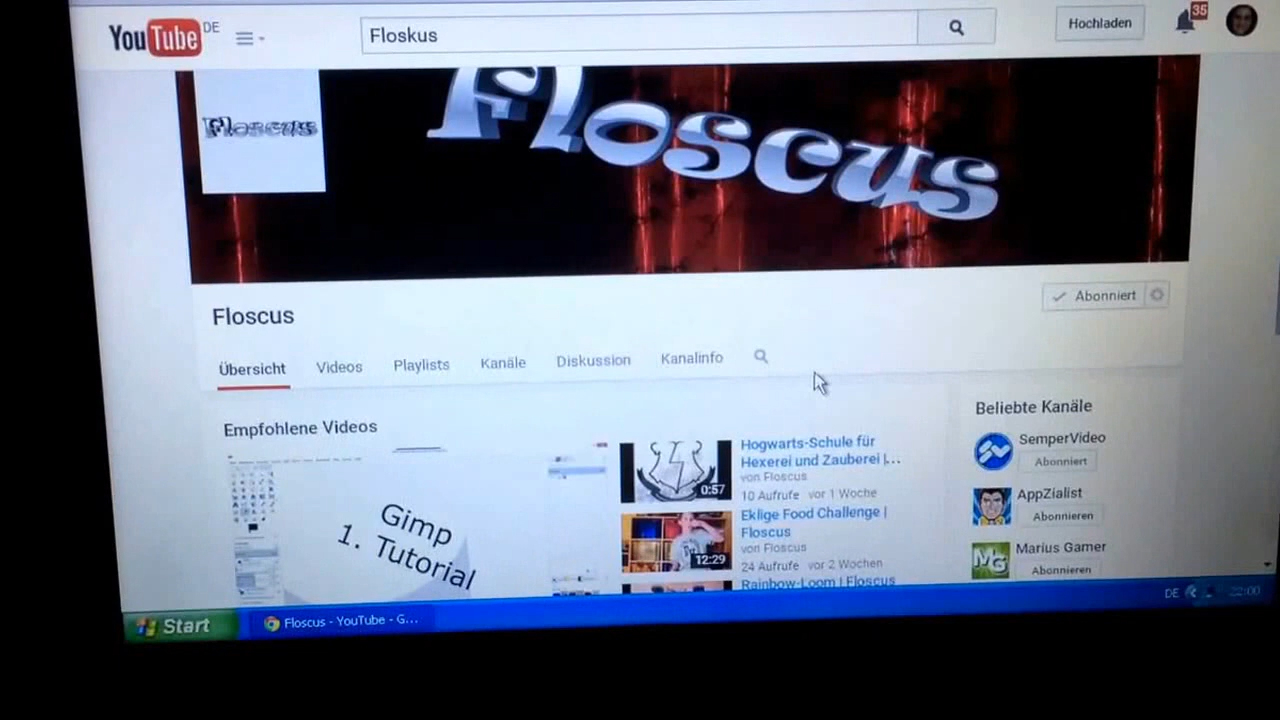 YouTube DE
Floskus
Hochladen
35
Floscus
Floscus
Floscus
Abonniert
Übersicht
Videos
Playlists
Kanäle
Diskussion
Kanalinfo
Empfohlene Videos
Gimp
1. Tutorial
Hogwarts-Schule für
Hexerei und Zauberei |...
von Floscus
10 Aufrufe vor 1 Woche
0:57
Eklige Food Challenge |
Floscus
von Floscus
24 Aufrufe vor 2 Wochen
12:29
Rainbow-Loom | Floscus
Beliebte Kanäle
SemperVideo
Abonniert
AppZialist
Abonnieren
MG
Marius Gamer
Abonnieren
Start
Floscus - YouTube - G...
DE
22:00